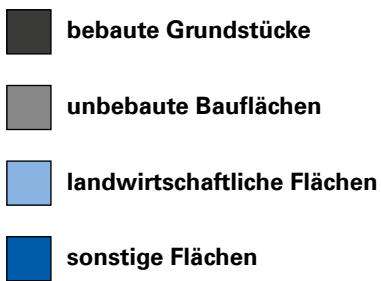 bebaute Grundstücke
unbebaute Bauflächen
landwirtschaftliche Flächen
sonstige Flächen